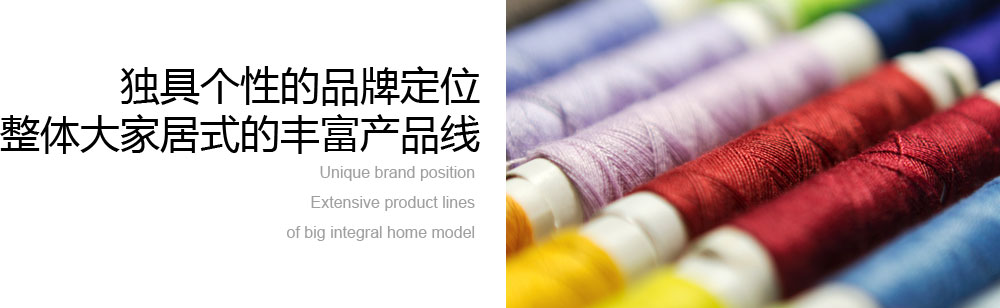 独具个性的品牌定位
整体大家居式的丰富产品线
Unique brand position
Extensive product lines
of big integral home model